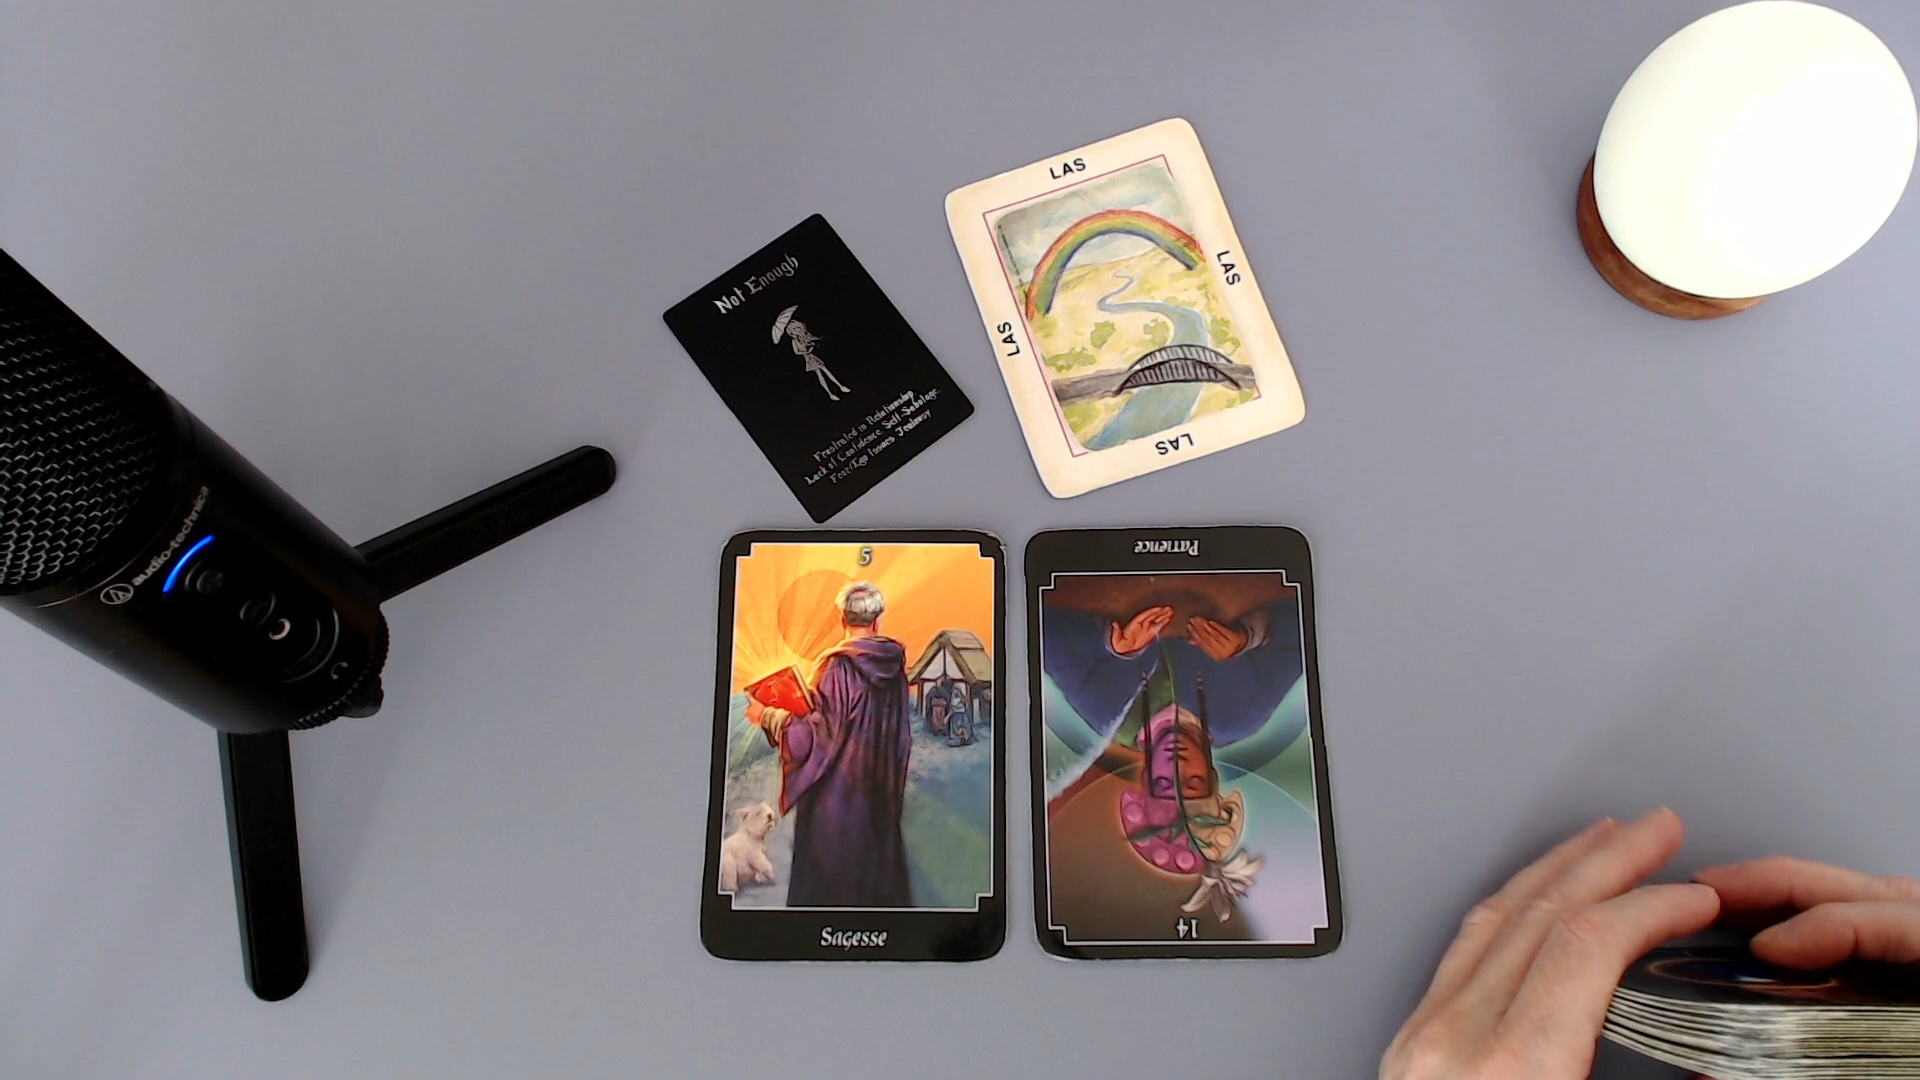 LAS
LAS
LAS
LAS
Not Enough
Frustrated in Relationship
Lack of Confidence Self-Sabotage
Fear/Ego Issues Jealousy
audio-technica
5
Sagesse
Patience
14